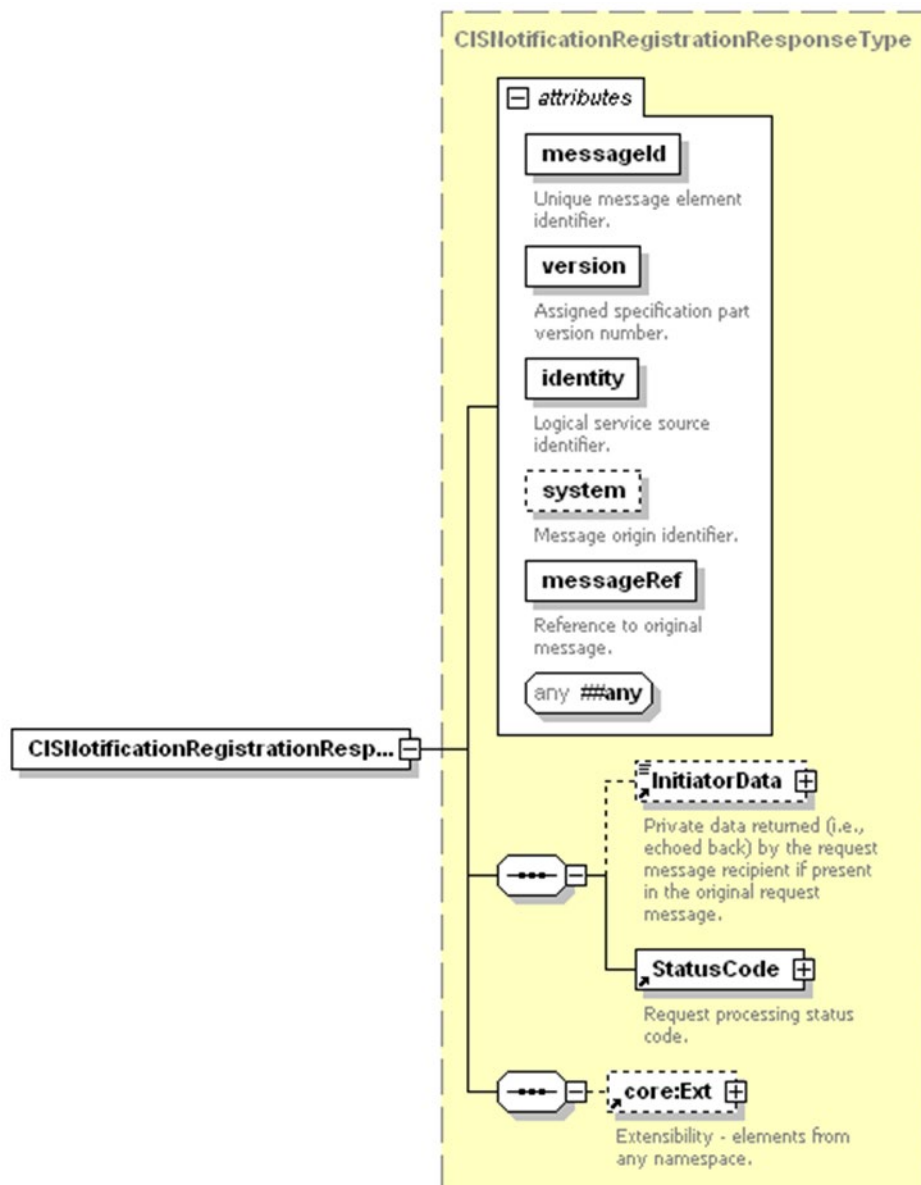 CISNotificationRegistrationResponseType
attributes
messageId
Unique message element
identifier.
version
Assigned specification part
version number.
identity
Logical service source
identifier.
system
Message origin identifier.
messageRef
Reference to original
message.
any ##any
CISNotificationRegistrationResp...
InitiatorData
Private data returned (i.e.,
echoed back) by the request
message recipient if present
in the original request
message.
StatusCode
Request processing status
code.
core:Ext
Extensibility - elements from
any namespace.